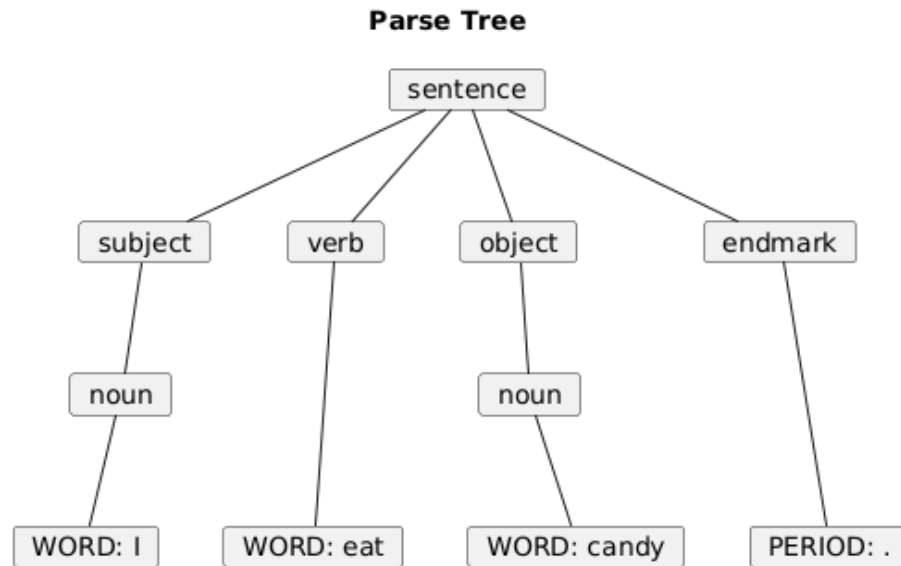 Parse Tree
sentence
subject verb object endmark
noun noun
WORD: I WORD: eat WORD: candy PERIOD: .